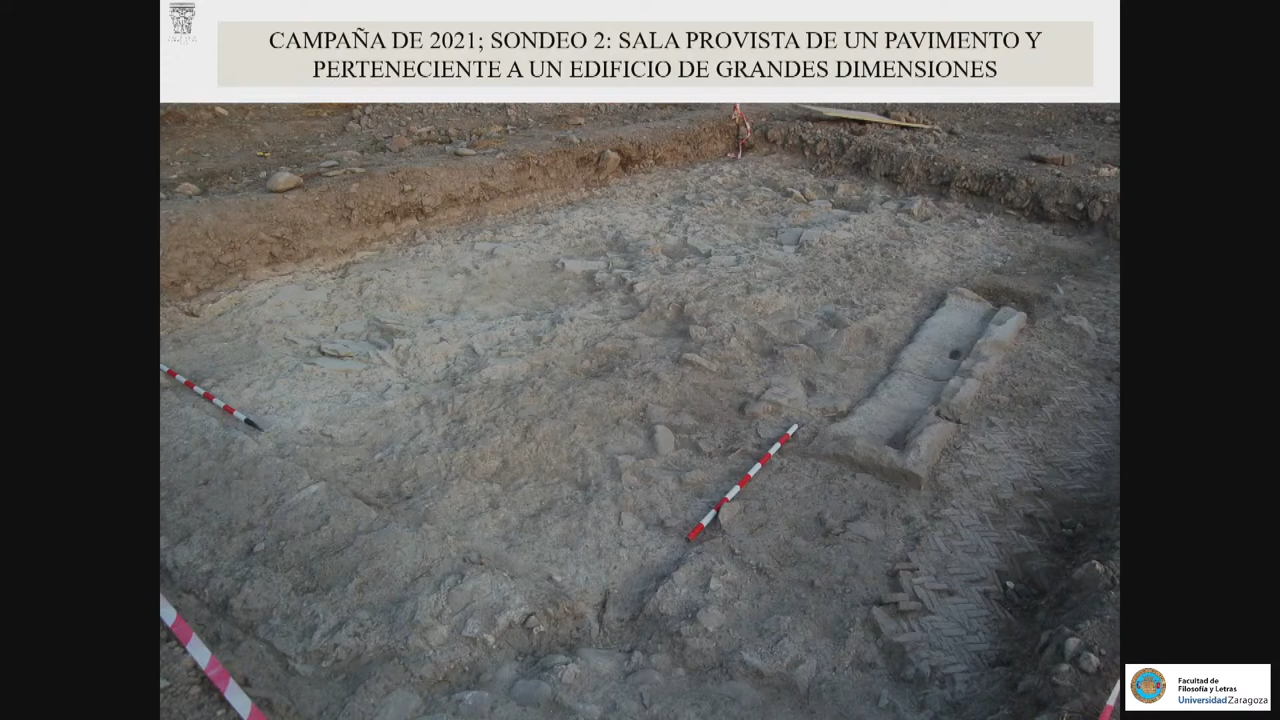 CAMPAÑA DE 2021; SONDEO 2: SALA PROVISTA DE UN PAVIMENTO Y
PERTENECIENTE A UN EDIFICIO DE GRANDES DIMENSIONES
Facultad de
Filosofía y Letras
Universidad Zaragoza